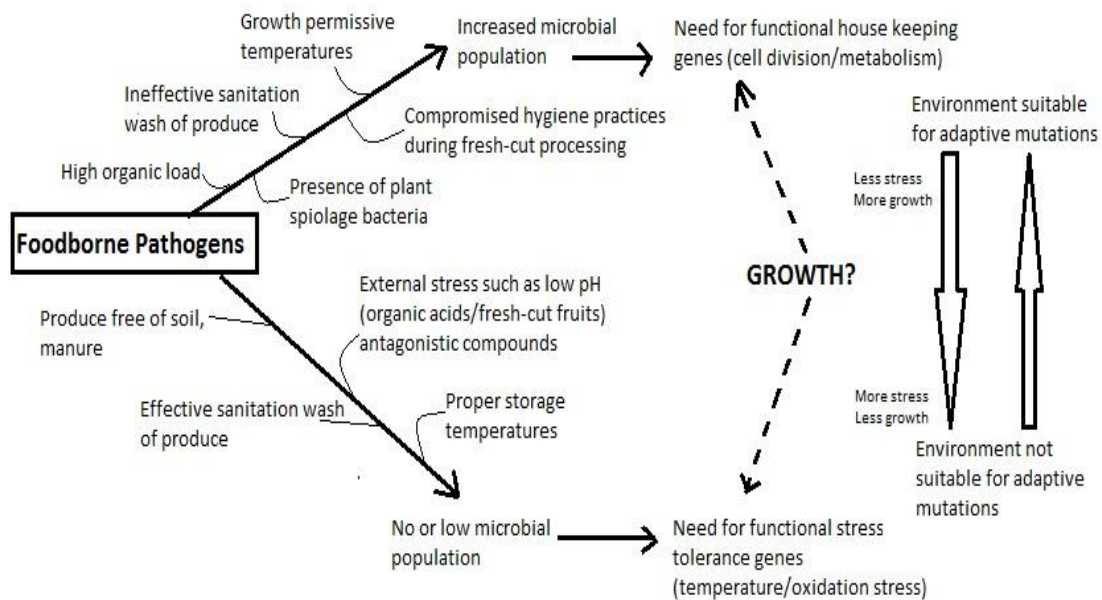 Growth permissive
temperatures
Increased microbial
population
Need for functional house keeping
genes (cell division/metabolism)
Ineffective sanitation
wash of produce
Compromised hygiene practices
during fresh-cut processing
Environment suitable
for adaptive mutations
High organic load
Presence of plant
spiolage bacteria
Less stress
More growth
Foodborne Pathogens
GROWTH?
External stress such as low pH
(organic acids/fresh-cut fruits)
antagonistic compounds
Produce free of soil,
manure
Effective sanitation wash
of produce
Proper storage
temperatures
More stress
Less growth
Environment not
suitable for adaptive
mutations
No or low microbial
population
Need for functional stress
tolerance genes
(temperature/oxidation stress)